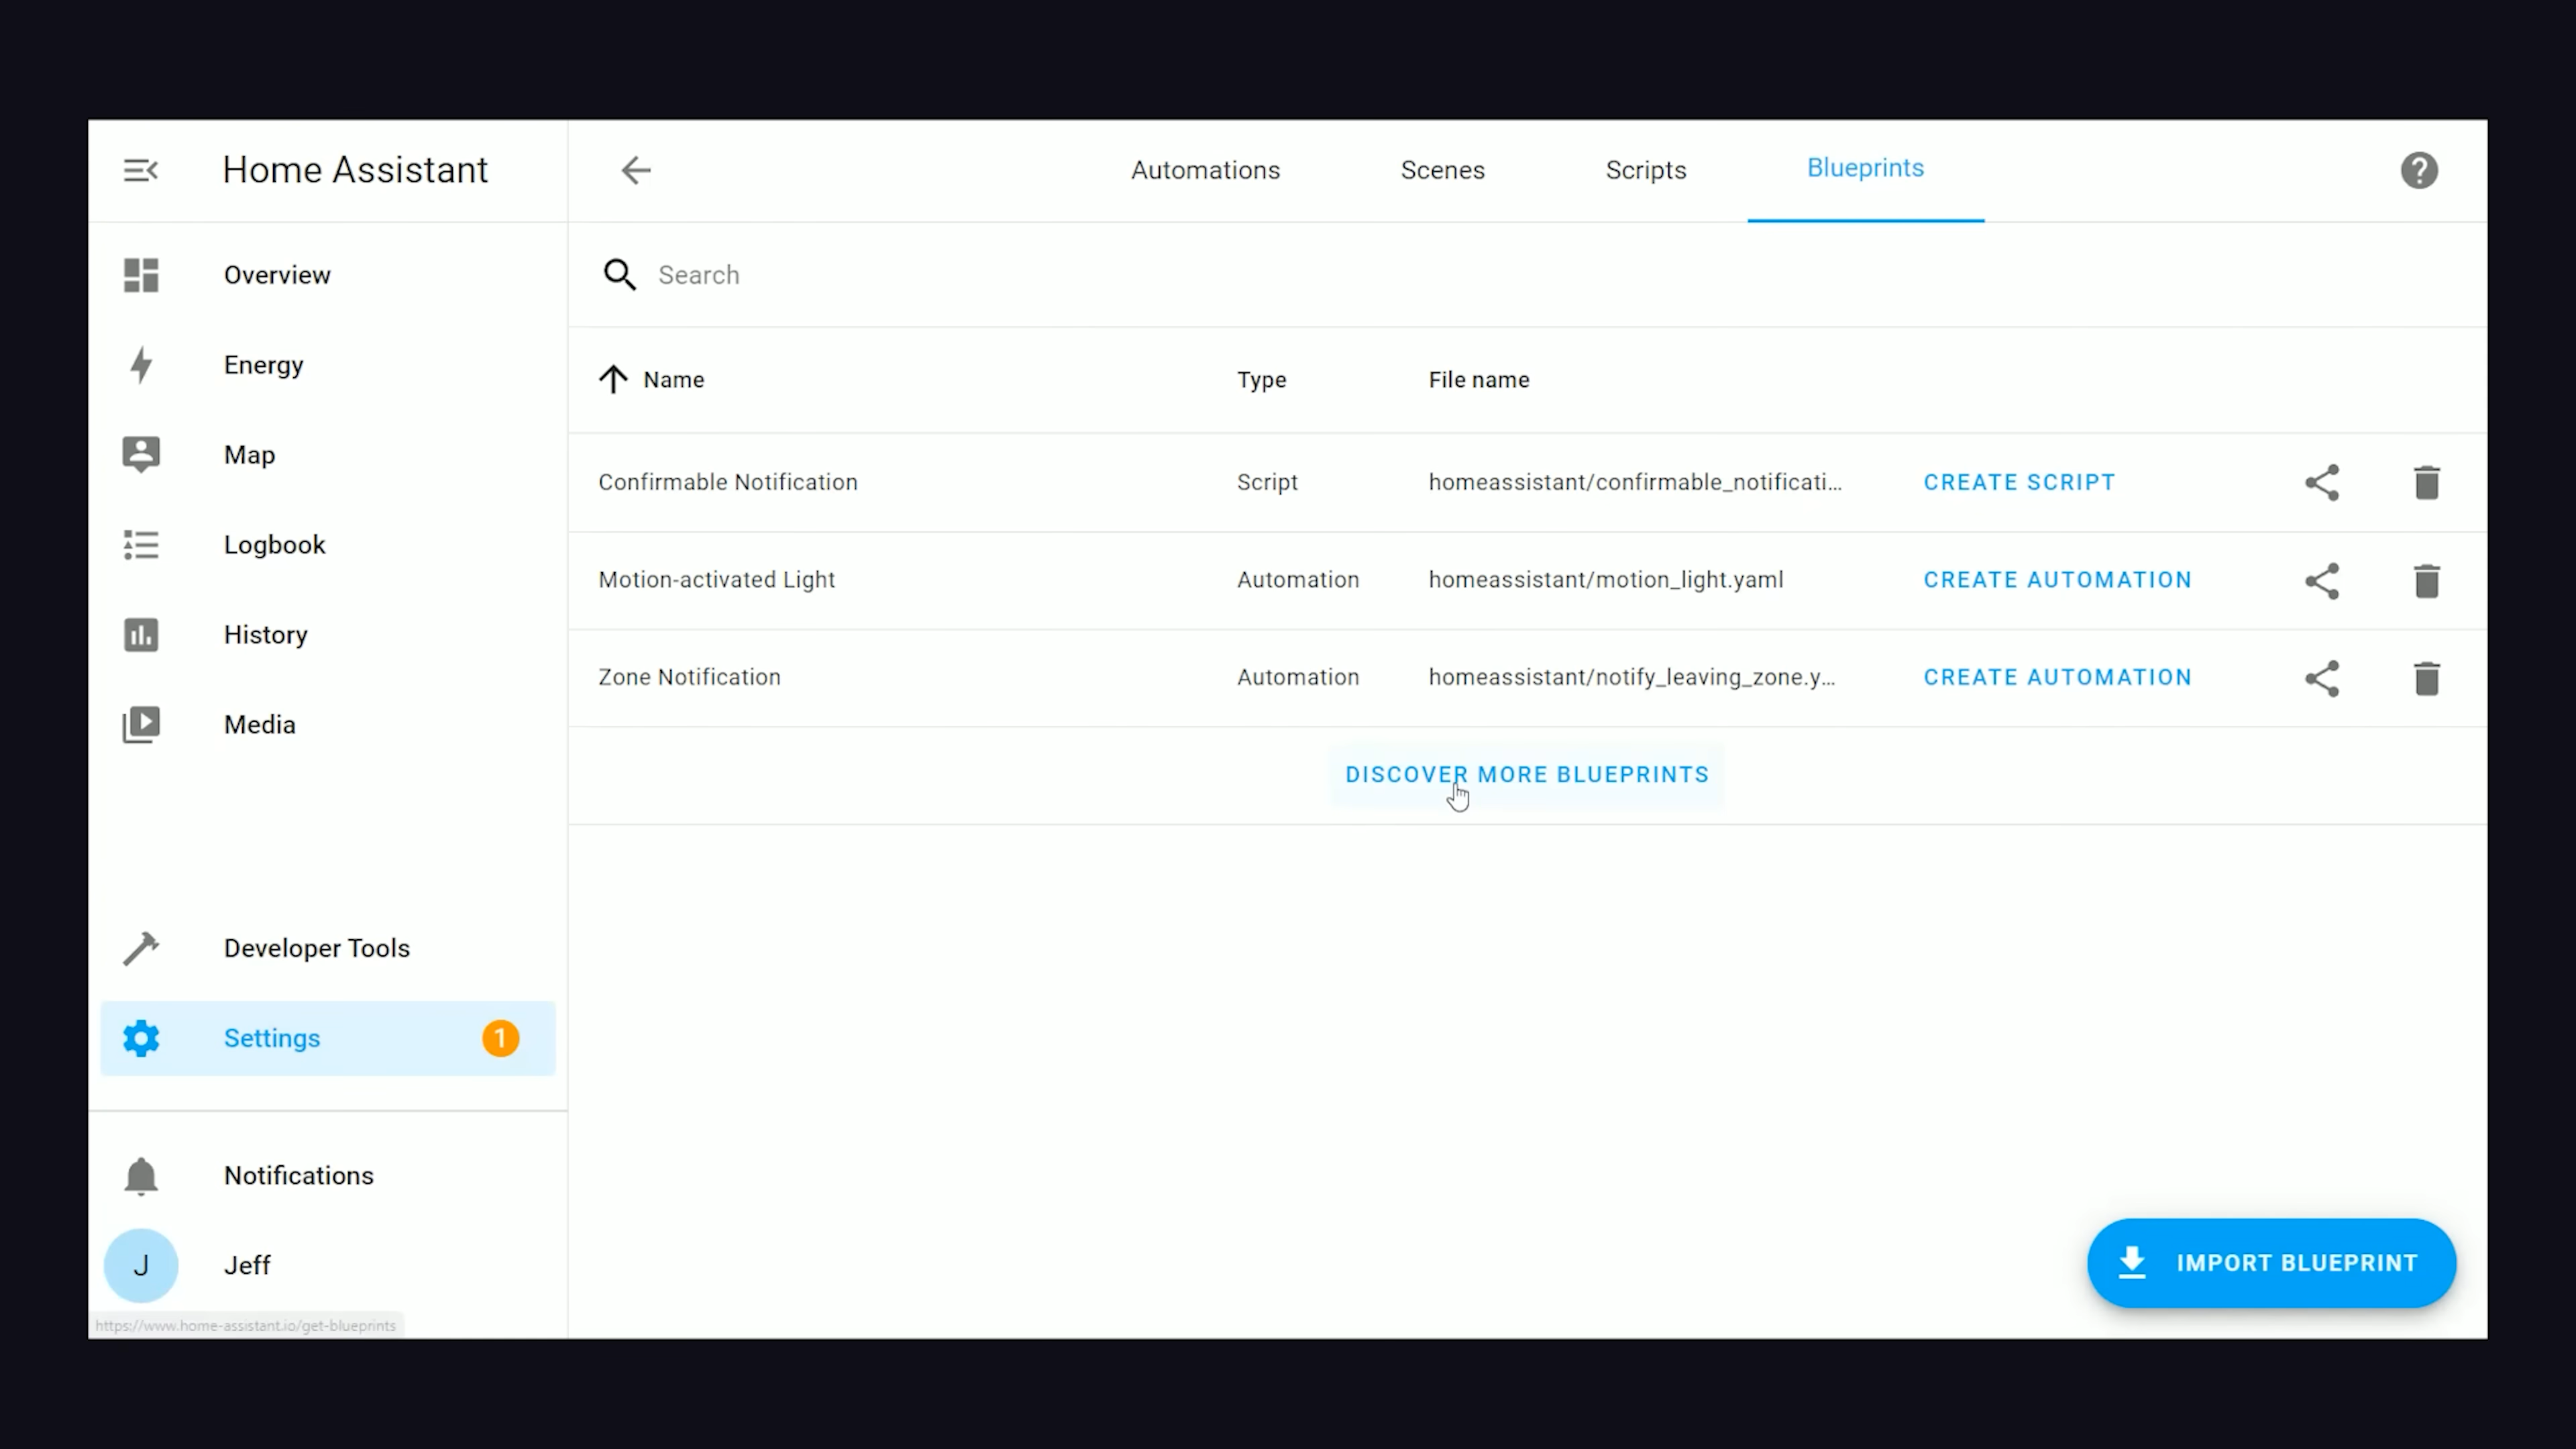 Home Assistant
Automations
Scenes
Scripts
Blueprints
Overview
Energy
Map
Logbook
History
Media
Developer Tools
Settings
1
Notifications
J
Jeff
https://www.home-assistant.io/get-blueprints
Search
Name Type File name
Confirmable Notification Script homeassistant/confirmable_notificati... CREATE SCRIPT
Motion-activated Light Automation homeassistant/motion_light.yaml CREATE AUTOMATION
Zone Notification Automation homeassistant/notify_leaving_zone.y... CREATE AUTOMATION
DISCOVER MORE BLUEPRINTS
IMPORT BLUEPRINT